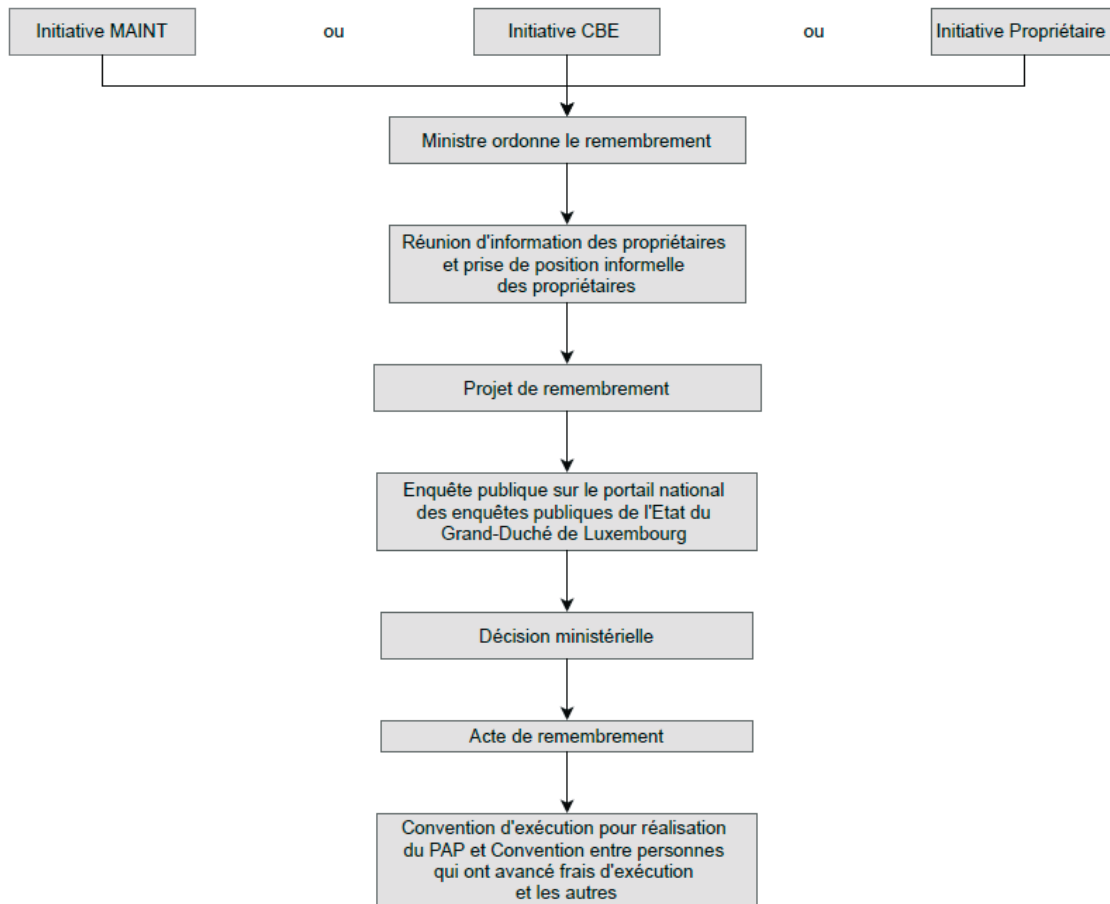 Initiative MAINT ou Initiative CBE ou Initiative Propriétaire
Ministre ordonne le remembrement
Réunion d'information des propriétaires
et prise de position informelle
des propriétaires
Projet de remembrement
Enquête publique sur le portail national
des enquêtes publiques de l'Etat du
Grand-Duché de Luxembourg
Décision ministérielle
Acte de remembrement
Convention d'exécution pour réalisation
du PAP et Convention entre personnes
qui ont avancé frais d'exécution
et les autres